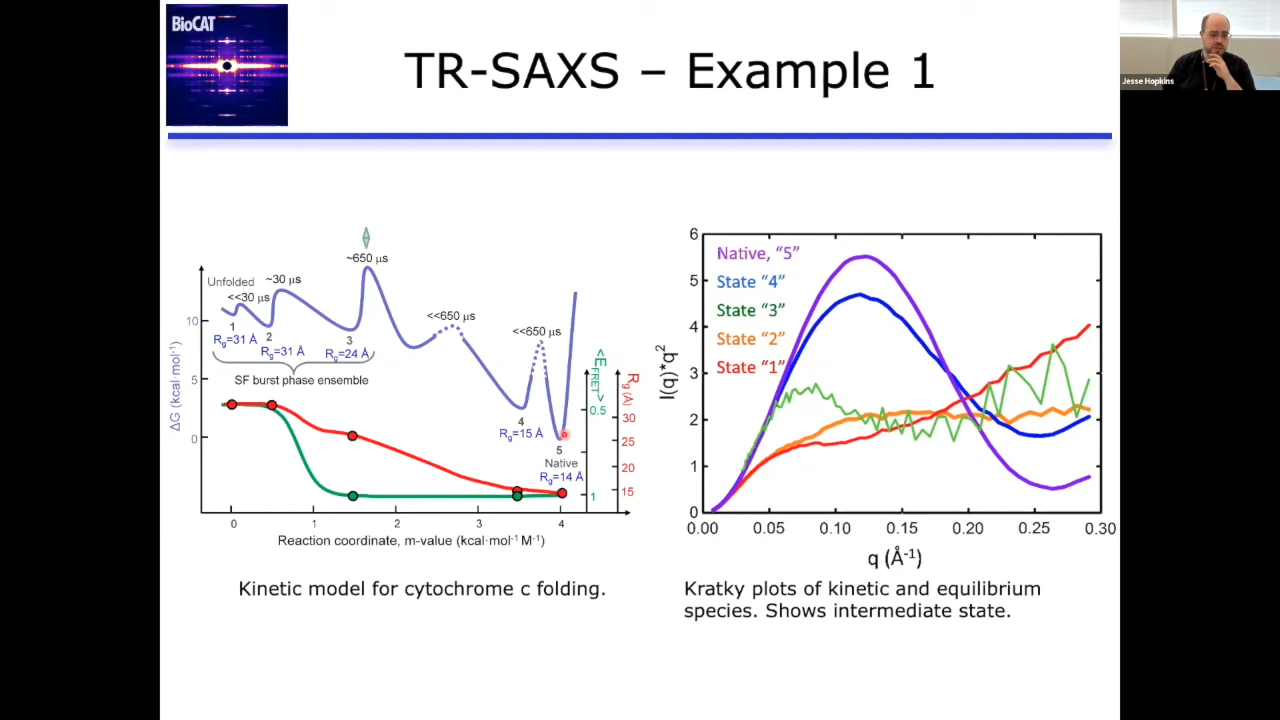 BioCAT
TR-SAXS – Example 1
Jesse Hopkins
Unfolded
<<30 µs
~30 µs
~650 µs
<<650 µs
<<650 µs
1
Rg=31 Å
2
Rg=31 Å
3
Rg=24 Å
SF burst phase ensemble
4
Rg=15 Å
5
Native
Rg=14 Å
ΔG (kcal·mol-1)
10
5
0
<EFRET>
0.5
1
Rg (Å)
30
25
20
15
0 1 2 3 4
Reaction coordinate, m-value (kcal·mol-1 M-1)
Kinetic model for cytochrome c folding.
Native, “5”
State “4”
State “3”
State “2”
State “1”
I(q)*q2
6
5
4
3
2
1
0
0.00 0.05 0.10 0.15 0.20 0.25 0.30
q (Å-1)
Kratky plots of kinetic and equilibrium
species. Shows intermediate state.